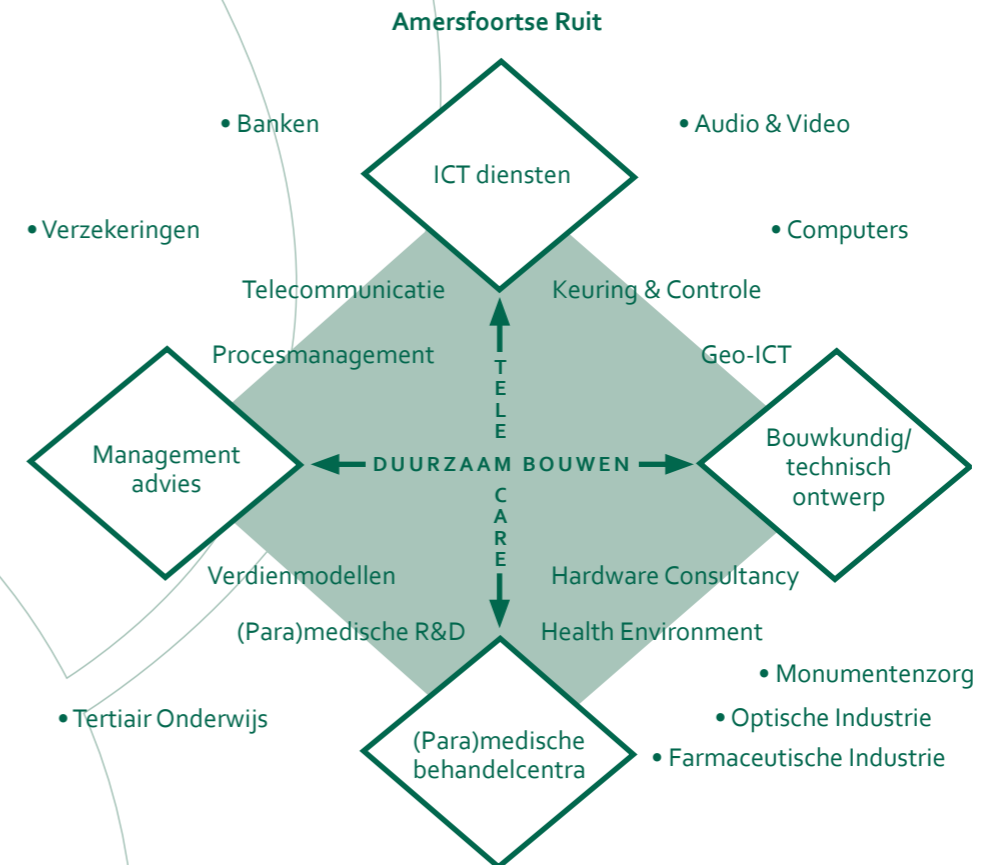 Amersfoortse Ruit
• Banken
• Audio & Video
ICT diensten
• Verzekeringen
• Computers
Telecommunicatie
Keuring & Controle
Procesmanagement
Geo-ICT
TELE
Management
advies
DUURZAAM BOUWEN
Bouwkundig/
technisch
ontwerp
CARE
Verdienmodellen
Hardware Consultancy
(Para)medische R&D
Health Environment
• Monumentenzorg
• Tertiair Onderwijs
• Optische Industrie
(Para)medische
behandelcentra
• Farmaceutische Industrie